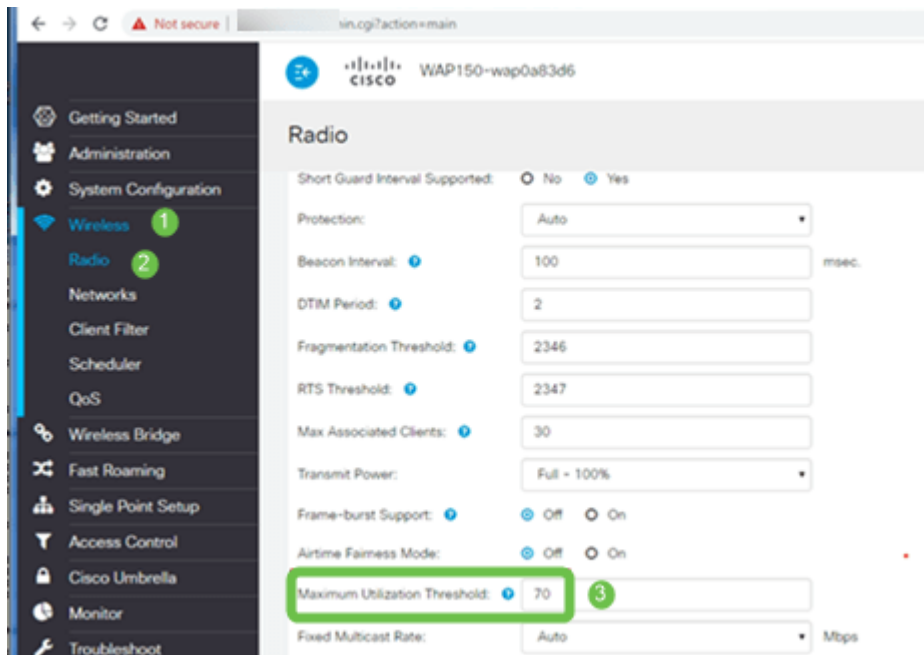 Not secure
in.cgi?action=main
CISCO
WAP150-wap0a83d6
Getting Started
Administration
System Configuration
Wireless 1
Radio 2
Networks
Client Filter
Scheduler
QoS
Wireless Bridge
Fast Roaming
Single Point Setup
Access Control
Cisco Umbrella
Monitor
Troubleshoot
Radio
Short Guard Interval Supported: No Yes
Protection: Auto
Beacon Interval: ? 100 msec.
DTIM Period: ? 2
Fragmentation Threshold: ? 2346
RTS Threshold: ? 2347
Max Associated Clients: ? 30
Transmit Power: Full - 100%
Frame-burst Support: ? Off On
Airtime Fairness Mode: Off On
Maximum Utilization Threshold: ? 70 3
Fixed Multicast Rate: Auto Mbps